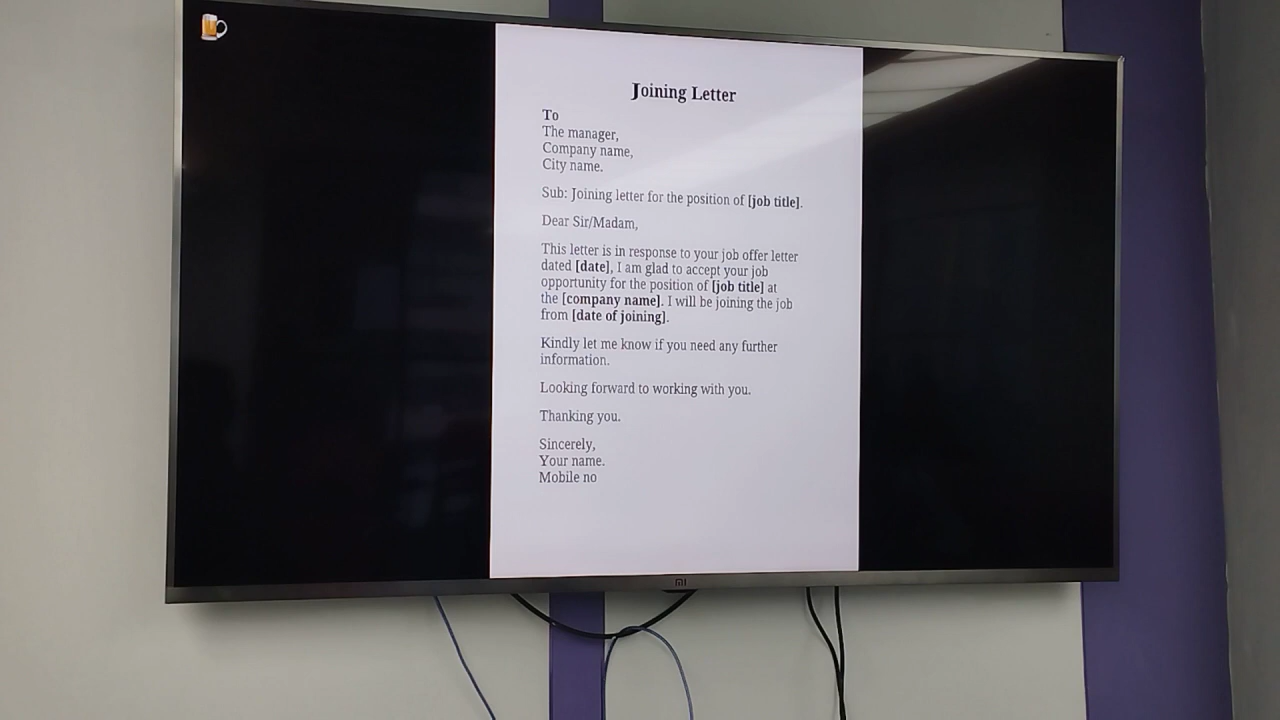 Joining Letter
To
The manager,
Company name,
City name.
Sub: Joining letter for the position of [job title].
Dear Sir/Madam,
This letter is in response to your job offer letter
dated [date], I am glad to accept your job
opportunity for the position of [job title] at
the [company name]. I will be joining the job
from [date of joining].
Kindly let me know if you need any further
information.
Looking forward to working with you.
Thanking you.
Sincerely,
Your name.
Mobile no
mi